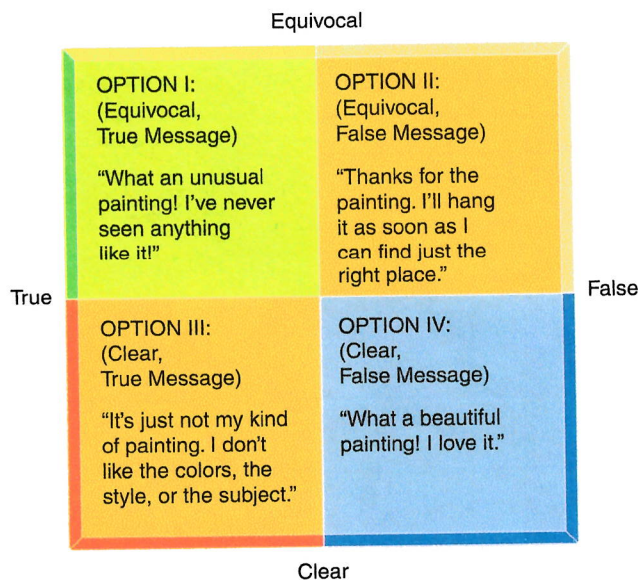 Equivocal
OPTION I:
(Equivocal,
True Message)
“What an unusual
painting! I’ve never
seen anything
like it!”
OPTION II:
(Equivocal,
False Message)
“Thanks for the
painting. I’ll hang
it as soon as I
can find just the
right place.”
True
False
OPTION III:
(Clear,
True Message)
“It’s just not my kind
of painting. I don’t
like the colors, the
style, or the subject.”
OPTION IV:
(Clear,
False Message)
“What a beautiful
painting! I love it.”
Clear